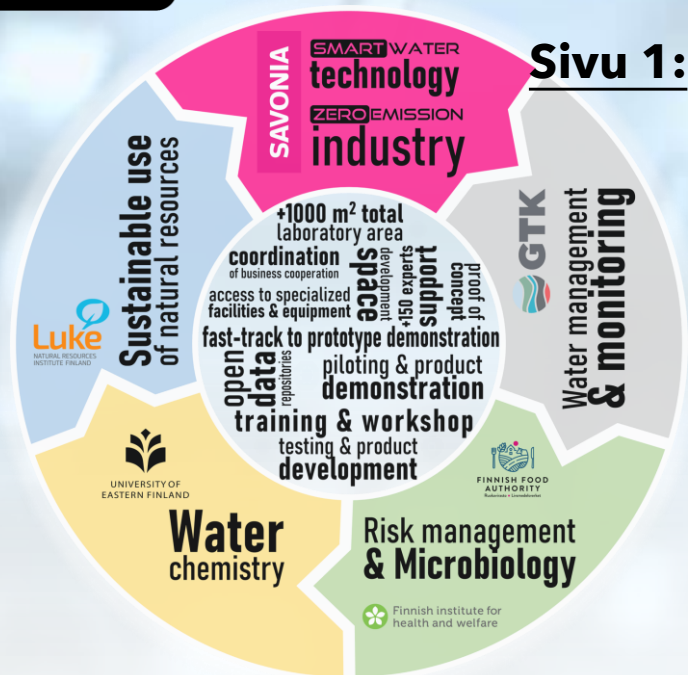 Sivu 1:
SAVONIA
SMART WATER
technology
ZERO EMISSION
industry
GTK
Water management
& monitoring
FINNISH FOOD
AUTHORITY
Ruokavirasto • Livsmedelsverket
Risk management
& Microbiology
Finnish institute for
health and welfare
UNIVERSITY OF
EASTERN FINLAND
Water
chemistry
Luke
NATURAL RESOURCES
INSTITUTE FINLAND
Sustainable use
of natural resources
+1000 m² total
laboratory area
coordination
of business cooperation
access to specialized
facilities & equipment
development
space
+150 experts
support
proof of
concept
fast-track to prototype demonstration
open
data
repositories
piloting & product
demonstration
training & workshop
testing & product
development